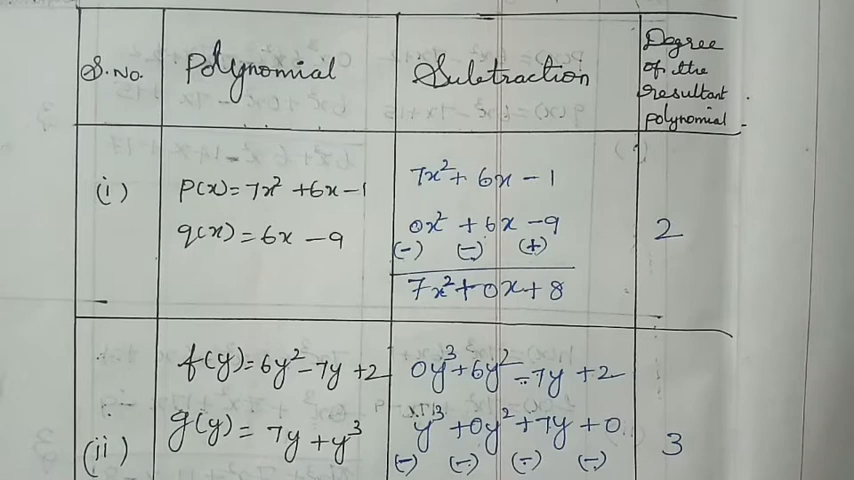 S.No. Polynomial Subtraction Degree
of the
resultant
polynomial
(i) p(x) = 7x² + 6x - 1 7x² + 6x - 1 2
q(x) = 6x - 9 0x² + 6x - 9
(-) (-) (+)
7x² + 0x + 8
(ii) f(y) = 6y² - 7y + 2 0y³ + 6y² - 7y + 2 3
g(y) = 7y + y³ y³ + 0y² + 7y + 0
(-) (-) (-) (-)